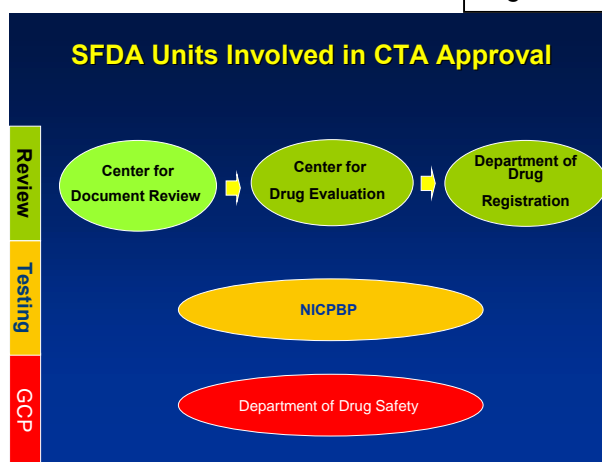 SFDA Units Involved in CTA Approval
Review
Center for
Document Review
Center for
Drug Evaluation
Department of
Drug
Registration
Testing
NICPBP
GCP
Department of Drug Safety